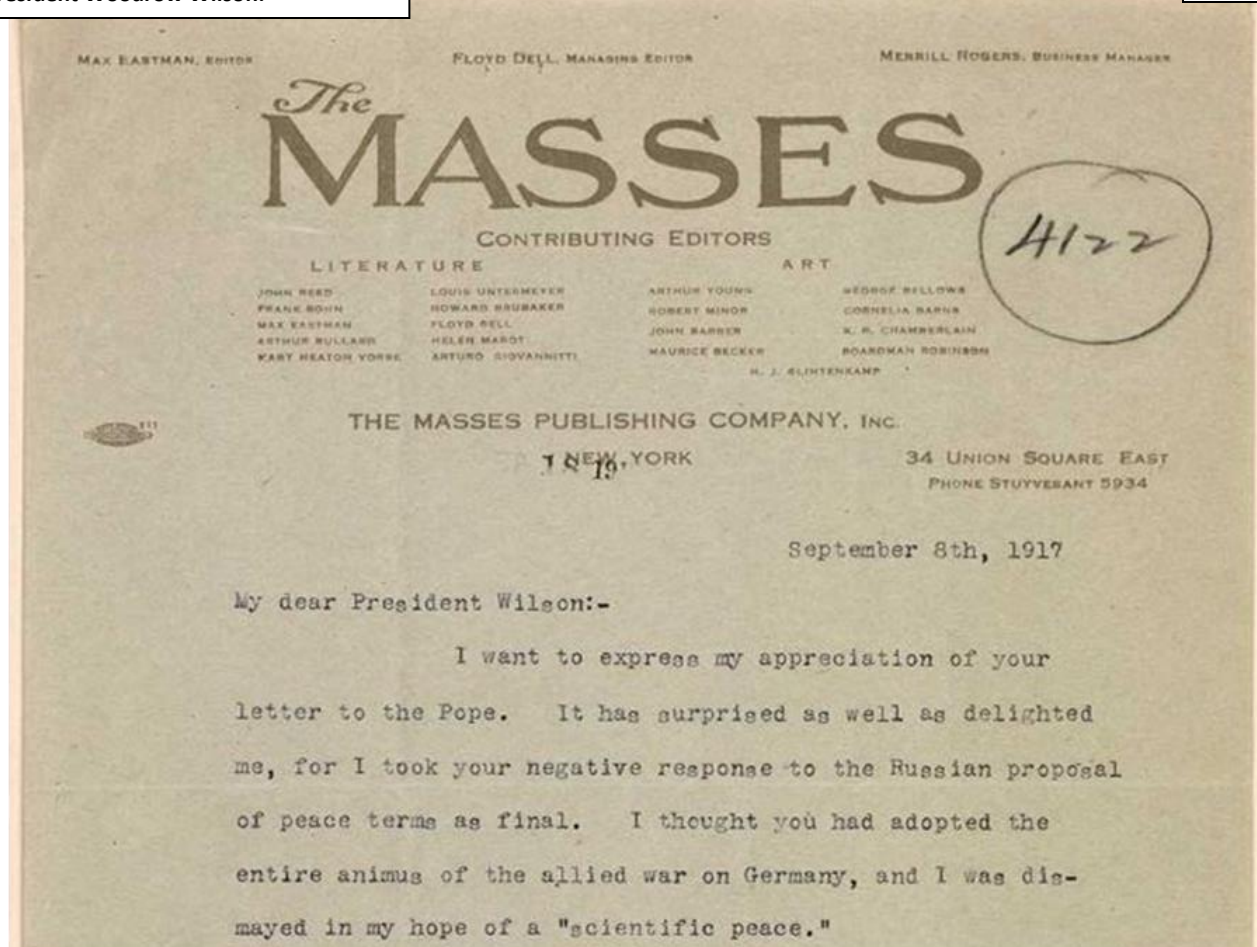 President Woodrow Wilson
MAX EASTMAN, EDITOR
FLOYD DELL, MANAGING EDITOR
MERRILL ROGERS, BUSINESS MANAGER
The
MASSES
4122
CONTRIBUTING EDITORS
LITERATURE
ART
JOHN REED LOUIS UNTERMEYER ARTHUR YOUNG GEORGE BELLOWS
FRANK BOHN HOWARD BRUBAKER ROBERT MINOR CORNELIA BARNS
MAX EASTMAN FLOYD DELL JOHN BARBER K. R. CHAMBERLAIN
ARTHUR BULLARD HELEN MAROT MAURICE BECKER BOARDMAN ROBINSON
MARY HEATON VORSE ARTURO GIOVANNITTI
H. J. GLINTENKAMP
THE MASSES PUBLISHING COMPANY, INC.
NEW YORK
34 UNION SQUARE EAST
PHONE STUYVESANT 5934
September 8th, 1917
My dear President Wilson:-
I want to express my appreciation of your
letter to the Pope. It has surprised as well as delighted
me, for I took your negative response to the Russian proposal
of peace terms as final. I thought you had adopted the
entire animus of the allied war on Germany, and I was dis-
mayed in my hope of a "scientific peace."